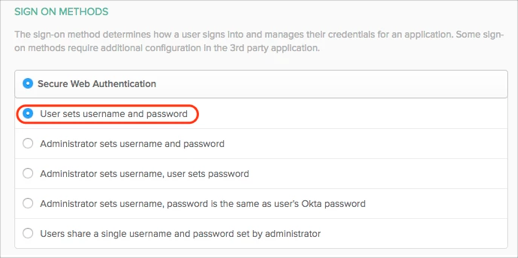 SIGN ON METHODS
The sign-on method determines how a user signs into and manages their credentials for an application. Some sign-
on methods require additional configuration in the 3rd party application.
Secure Web Authentication
User sets username and password
Administrator sets username and password
Administrator sets username, user sets password
Administrator sets username, password is the same as user's Okta password
Users share a single username and password set by administrator